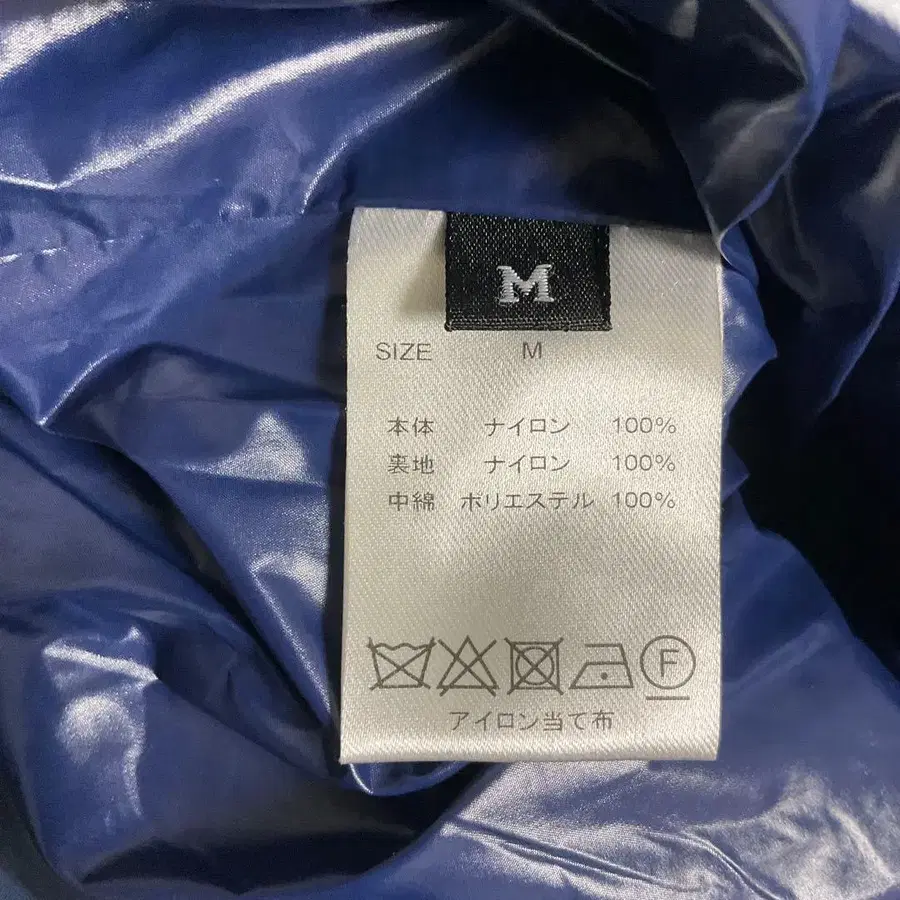 M
SIZE M
本体 ナイロン 100%
裏地 ナイロン 100%
中綿 ポリエステル 100%
F
アイロン当て布